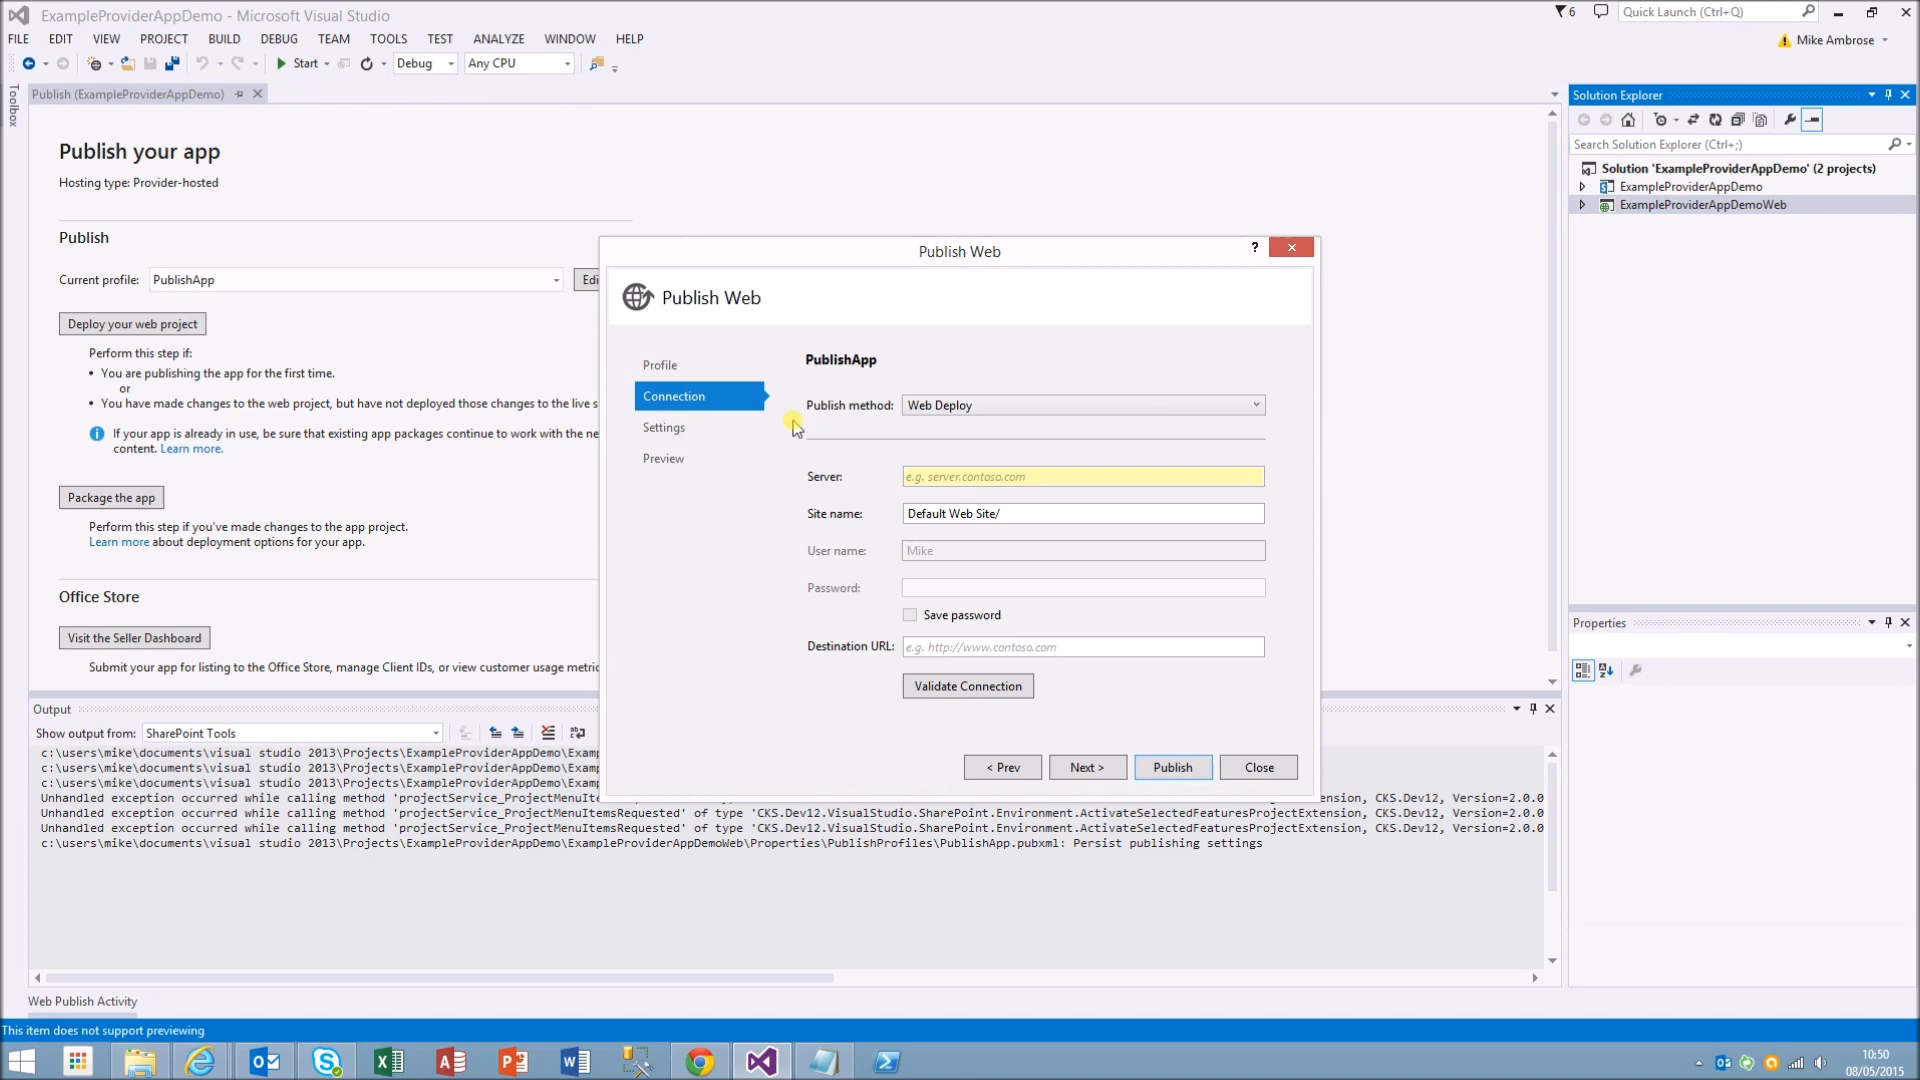 ExampleProviderAppDemo - Microsoft Visual Studio
6
Quick Launch (Ctrl+Q)
FILE EDIT VIEW PROJECT BUILD DEBUG TEAM TOOLS TEST ANALYZE WINDOW HELP
Mike Ambrose
Start Debug Any CPU
Toolbox
Publish (ExampleProviderAppDemo)
Publish your app
Hosting type: Provider-hosted
Publish
Current profile: PublishApp Edi
Deploy your web project
Perform this step if:
• You are publishing the app for the first time.
or
• You have made changes to the web project, but have not deployed those changes to the live s
If your app is already in use, be sure that existing app packages continue to work with the ne
content. Learn more.
Package the app
Perform this step if you've made changes to the app project.
Learn more about deployment options for your app.
Office Store
Visit the Seller Dashboard
Submit your app for listing to the Office Store, manage Client IDs, or view customer usage metric
Publish Web
?
Publish Web
Profile
Connection
Settings
Preview
PublishApp
Publish method: Web Deploy
Server: e.g. server.contoso.com
Site name: Default Web Site/
User name: Mike
Password:
Save password
Destination URL: e.g. http://www.contoso.com
Validate Connection
< Prev Next > Publish Close
Solution Explorer
Search Solution Explorer (Ctrl+;)
Solution 'ExampleProviderAppDemo' (2 projects)
ExampleProviderAppDemo
ExampleProviderAppDemoWeb
Properties
Output
Show output from: SharePoint Tools
c:\users\mike\documents\visual studio 2013\Projects\ExampleProviderAppDemo\Examp
c:\users\mike\documents\visual studio 2013\Projects\ExampleProviderAppDemo\Examp
c:\users\mike\documents\visual studio 2013\Projects\ExampleProviderAppDemo\Examp
Unhandled exception occurred while calling method 'projectService_ProjectMenuIte xtension, CKS.Dev12, Version=2.0.0
Unhandled exception occurred while calling method 'projectService_ProjectMenuItemsRequested' of type 'CKS.Dev12.VisualStudio.SharePoint.Environment.ActivateSelectedFeaturesProjectExtension, CKS.Dev12, Version=2.0.0
Unhandled exception occurred while calling method 'projectService_ProjectMenuItemsRequested' of type 'CKS.Dev12.VisualStudio.SharePoint.Environment.ActivateSelectedFeaturesProjectExtension, CKS.Dev12, Version=2.0.0
c:\users\mike\documents\visual studio 2013\Projects\ExampleProviderAppDemo\ExampleProviderAppDemoWeb\Properties\PublishProfiles\PublishApp.pubxml: Persist publishing settings
Web Publish Activity
This item does not support previewing
10:50
08/05/2015